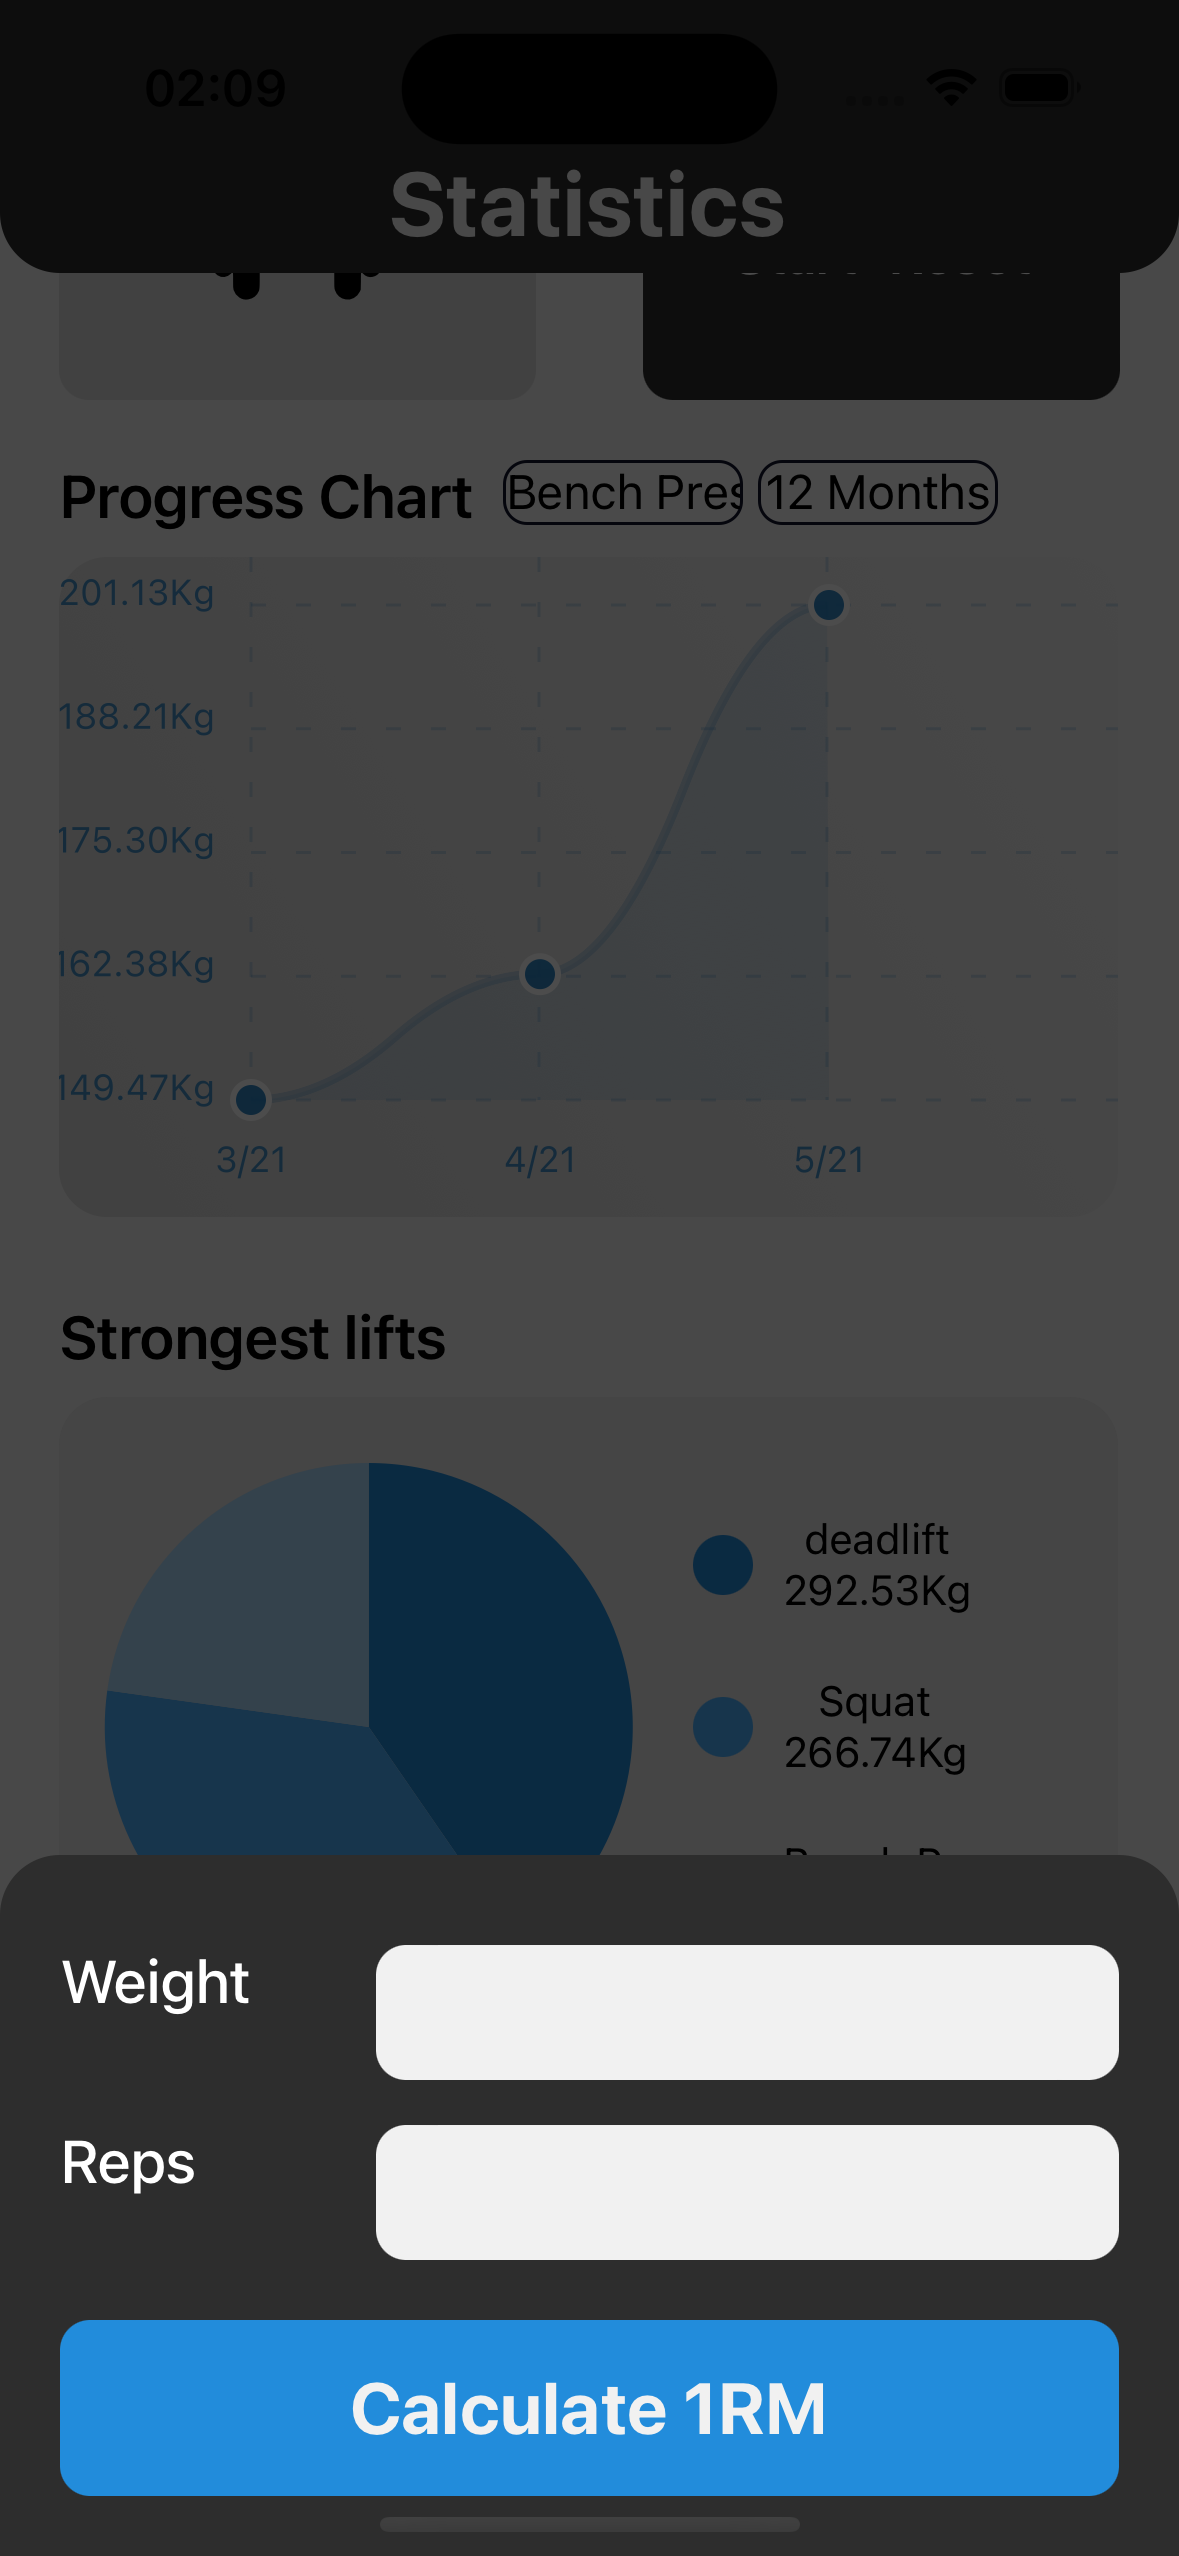 02:09
Statistics
Progress Chart
Bench Pres
12 Months
201.13Kg
188.21Kg
175.30Kg
162.38Kg
149.47Kg
3/21 4/21 5/21
Strongest lifts
deadlift
292.53Kg
Squat
266.74Kg
Weight
Reps
Calculate 1RM